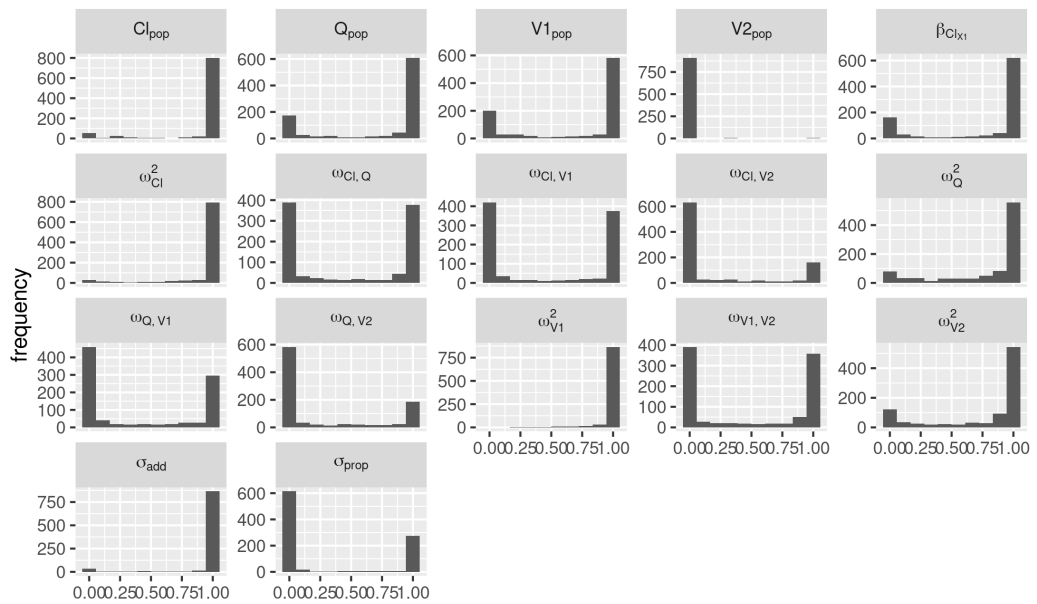 Cl_pop Q_pop V1_pop V2_pop β_Cl_X1
800 600 400 200 0
600 400 200 0
600 400 200 0
750 500 250 0
600 400 200 0
ω²_Cl ω_Cl, Q ω_Cl, V1 ω_Cl, V2 ω²_Q
800 600 400 200 0
400 300 200 100 0
400 300 200 100 0
600 400 200 0
400 200 0
frequency
ω_Q, V1 ω_Q, V2 ω²_V1 ω_V1, V2 ω²_V2
400 300 200 100 0
600 400 200 0
750 500 250 0
400 300 200 100 0
400 200 0
0.00 0.25 0.50 0.75 1.00
0.00 0.25 0.50 0.75 1.00
0.00 0.25 0.50 0.75 1.00
σ_add σ_prop
750 500 250 0
600 400 200 0
0.00 0.25 0.50 0.75 1.00
0.00 0.25 0.50 0.75 1.00